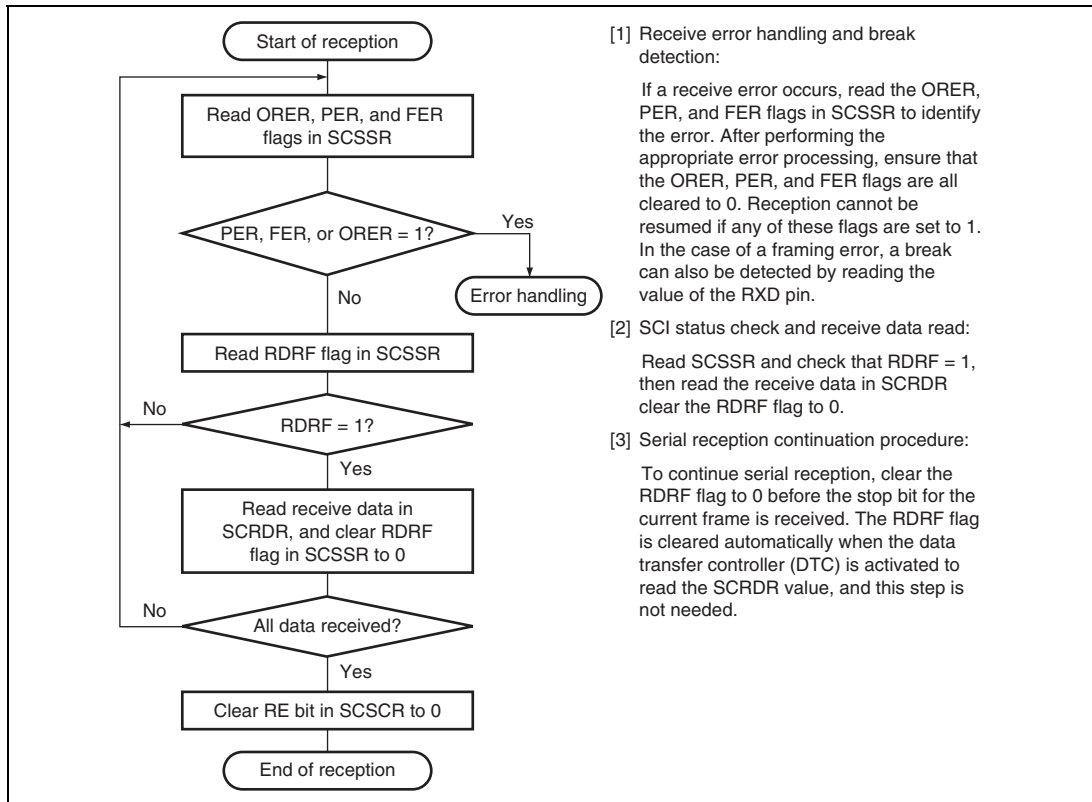 Start of reception
Read ORER, PER, and FER
flags in SCSSR
PER, FER, or ORER = 1?
Yes
Error handling
No
Read RDRF flag in SCSSR
No
RDRF = 1?
Yes
Read receive data in
SCRDR, and clear RDRF
flag in SCSSR to 0
No
All data received?
Yes
Clear RE bit in SCSCR to 0
End of reception
[1] Receive error handling and break
detection:
If a receive error occurs, read the ORER,
PER, and FER flags in SCSSR to identify
the error. After performing the
appropriate error processing, ensure that
the ORER, PER, and FER flags are all
cleared to 0. Reception cannot be
resumed if any of these flags are set to 1.
In the case of a framing error, a break
can also be detected by reading the
value of the RXD pin.
[2] SCI status check and receive data read:
Read SCSSR and check that RDRF = 1,
then read the receive data in SCRDR
clear the RDRF flag to 0.
[3] Serial reception continuation procedure:
To continue serial reception, clear the
RDRF flag to 0 before the stop bit for the
current frame is received. The RDRF flag
is cleared automatically when the data
transfer controller (DTC) is activated to
read the SCRDR value, and this step is
not needed.